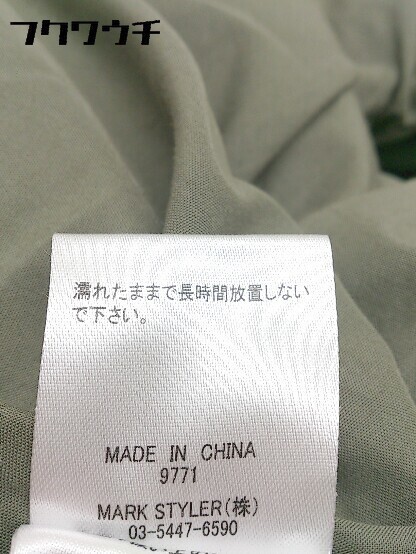 フクワウチ
濡れたままで長時間放置しない
で下さい。
MADE IN CHINA
9771
MARK STYLER(株)
03-5447-6590